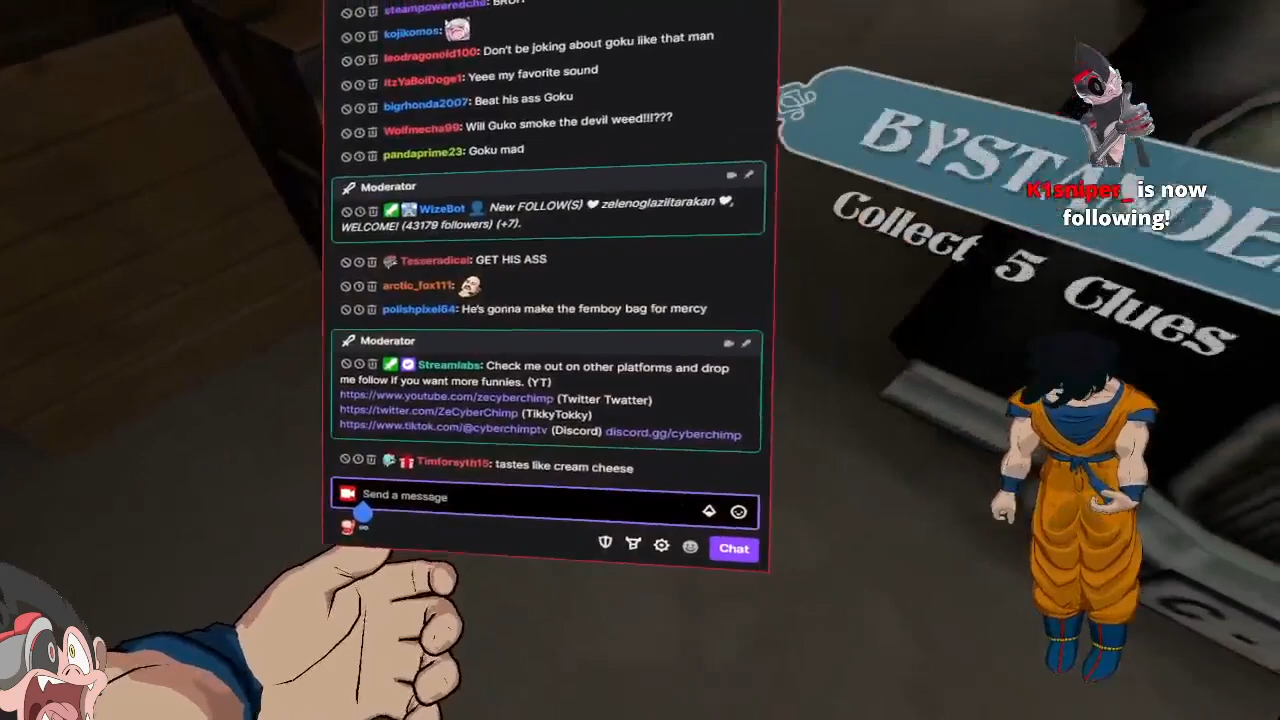 steampoweredche: BRUH
kojikomos:
leodragonold100: Don't be joking about goku like that man
ItzYaBoiDoge1: Yeee my favorite sound
bigrhonda2007: Beat his ass Goku
Wolfmecha99: Will Guko smoke the devil weed!!!???
pandaprime23: Goku mad
Moderator
WizeBot New FOLLOW(S) zelenoglaziitarakan ,
WELCOME! (43179 followers) (+7).
Tesseradical: GET HIS ASS
arctic_fox111:
polishpixel64: He's gonna make the femboy bag for mercy
Moderator
Streamlabs: Check me out on other platforms and drop
me follow if you want more funnies. (YT)
https://www.youtube.com/zecyberchimp (Twitter Twatter)
https://twitter.com/ZeCyberChimp (TikkyTokky)
https://www.tiktok.com/@cyberchimptv (Discord) discord.gg/cyberchimp
Timforsyth15: tastes like cream cheese
Send a message
Chat
K1sniper_ is now
following!
Collect 5 Clues